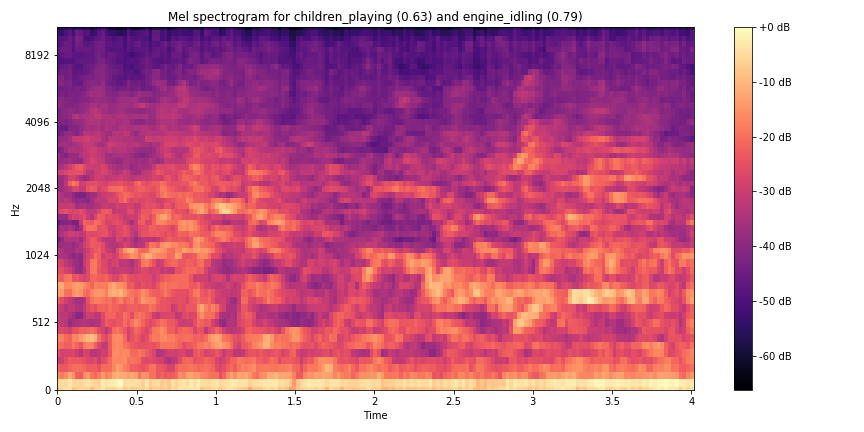 Mel spectrogram for children_playing (0.63) and engine_idling (0.79)
8192
4096
2048
1024
512
0
Hz
0
0.5
1
1.5
2
2.5
3
3.5
4
Time
+0 dB
-10 dB
-20 dB
-30 dB
-40 dB
-50 dB
-60 dB